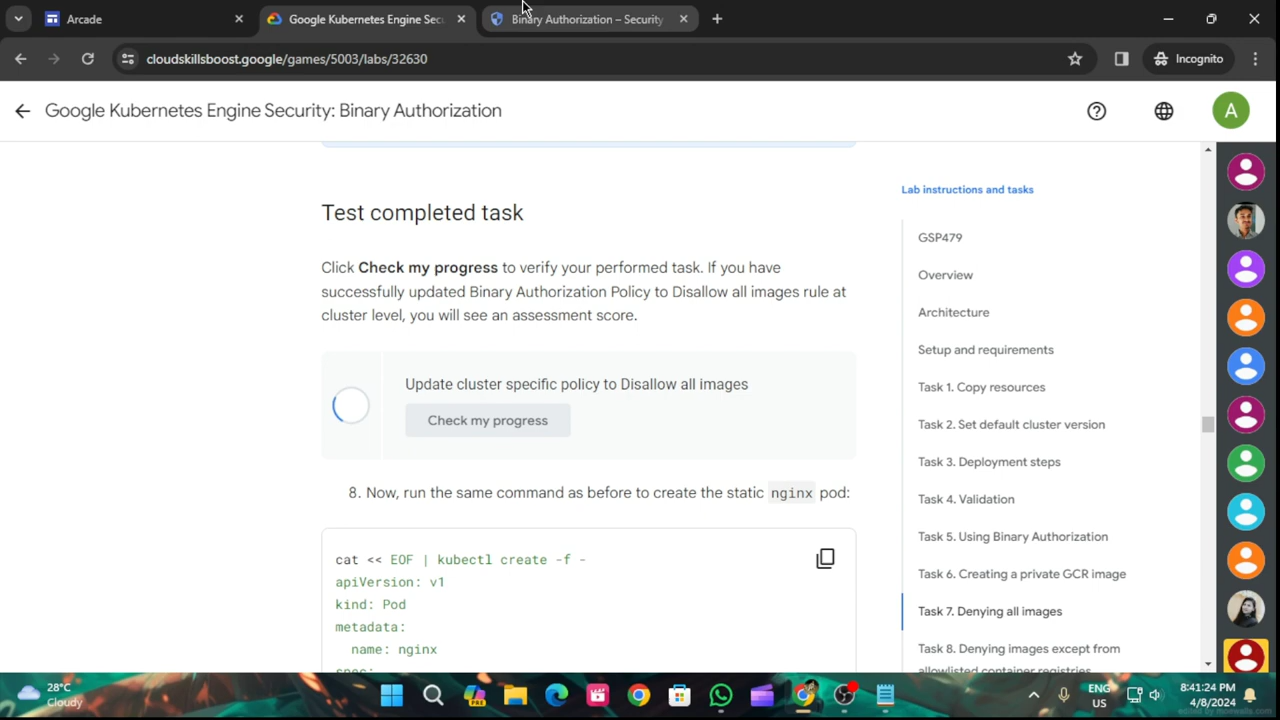 Arcade
Google Kubernetes Engine Sec
Binary Authorization – Security
cloudskillsboost.google/games/5003/labs/32630
Incognito
Google Kubernetes Engine Security: Binary Authorization
A
Test completed task
Click Check my progress to verify your performed task. If you have
successfully updated Binary Authorization Policy to Disallow all images rule at
cluster level, you will see an assessment score.
Update cluster specific policy to Disallow all images
Check my progress
8. Now, run the same command as before to create the static nginx pod:
cat << EOF | kubectl create -f -
apiVersion: v1
kind: Pod
metadata:
name: nginx
spec:
Lab instructions and tasks
GSP479
Overview
Architecture
Setup and requirements
Task 1. Copy resources
Task 2. Set default cluster version
Task 3. Deployment steps
Task 4. Validation
Task 5. Using Binary Authorization
Task 6. Creating a private GCR image
Task 7. Denying all images
Task 8. Denying images except from
allowlisted container registries
28°C
Cloudy
PRE
ENG
US
8:41:24 PM
4/8/2024